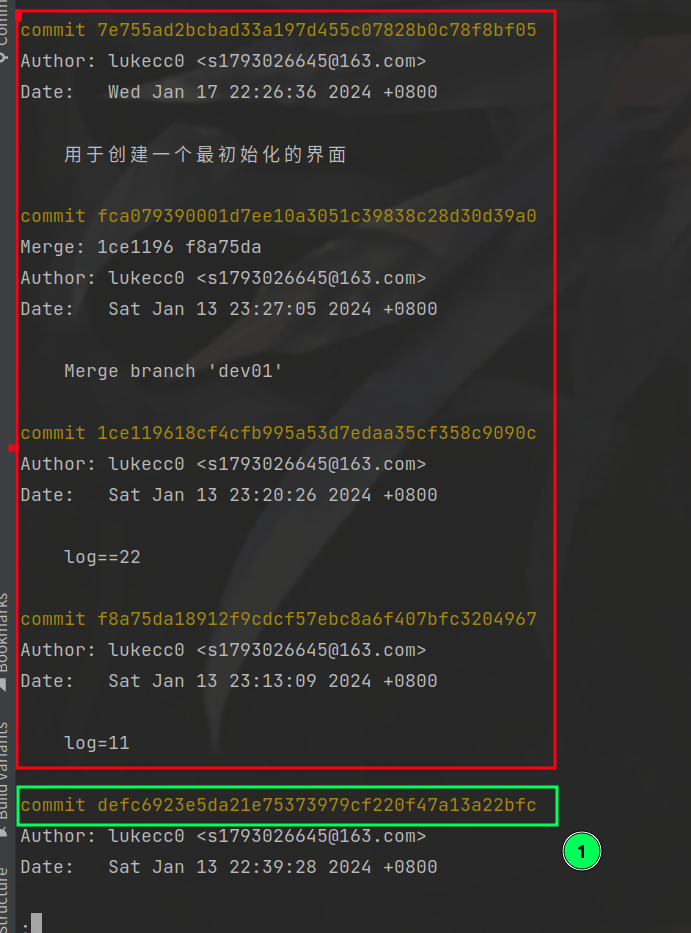 commit 7e755ad2bcbad33a197d455c07828b0c78f8bf05
Author: lukecc0 <s1793026645@163.com>
Date:   Wed Jan 17 22:26:36 2024 +0800
用于创建一个最初始化的界面
commit fca079390001d7ee10a3051c39838c28d30d39a0
Merge: 1ce1196 f8a75da
Author: lukecc0 <s1793026645@163.com>
Date:   Sat Jan 13 23:27:05 2024 +0800
Merge branch 'dev01'
commit 1ce119618cf4cfb995a53d7edaa35cf358c9090c
Author: lukecc0 <s1793026645@163.com>
Date:   Sat Jan 13 23:20:26 2024 +0800
log==22
commit f8a75da18912f9cdcf57ebc8a6f407bfc3204967
Author: lukecc0 <s1793026645@163.com>
Date:   Sat Jan 13 23:13:09 2024 +0800
log=11
commit defc6923e5da21e75373979cf220f47a13a22bfc
Author: lukecc0 <s1793026645@163.com>
Date:   Sat Jan 13 22:39:28 2024 +0800
1
:
Bookmarks
Build Variants